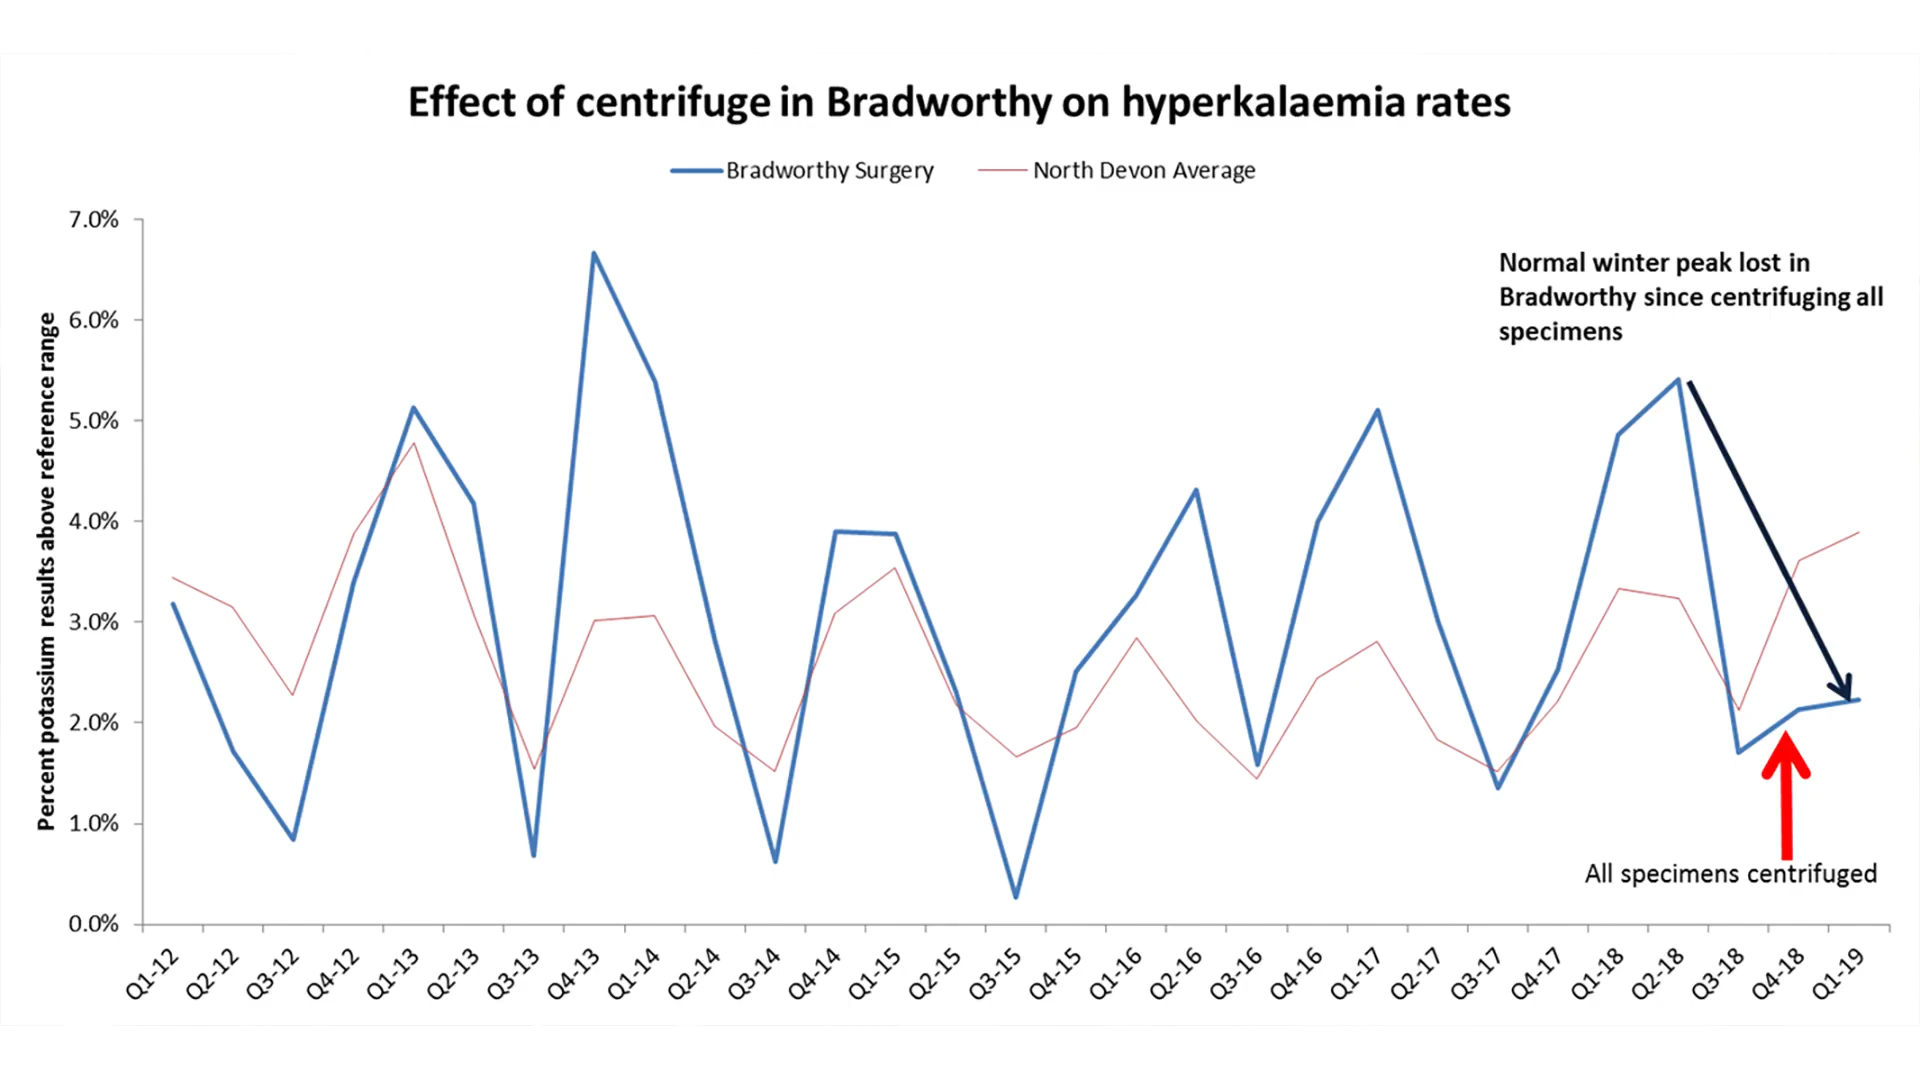 Effect of centrifuge in Bradworthy on hyperkalaemia rates
Bradworthy Surgery
North Devon Average
Percent potassium results above reference range
7.0%
6.0%
5.0%
4.0%
3.0%
2.0%
1.0%
0.0%
Normal winter peak lost in
Bradworthy since centrifuging all
specimens
All specimens centrifuged
Q1-12
Q2-12
Q3-12
Q4-12
Q1-13
Q2-13
Q3-13
Q4-13
Q1-14
Q2-14
Q3-14
Q4-14
Q1-15
Q2-15
Q3-15
Q4-15
Q1-16
Q2-16
Q3-16
Q4-16
Q1-17
Q2-17
Q3-17
Q4-17
Q1-18
Q2-18
Q3-18
Q4-18
Q1-19